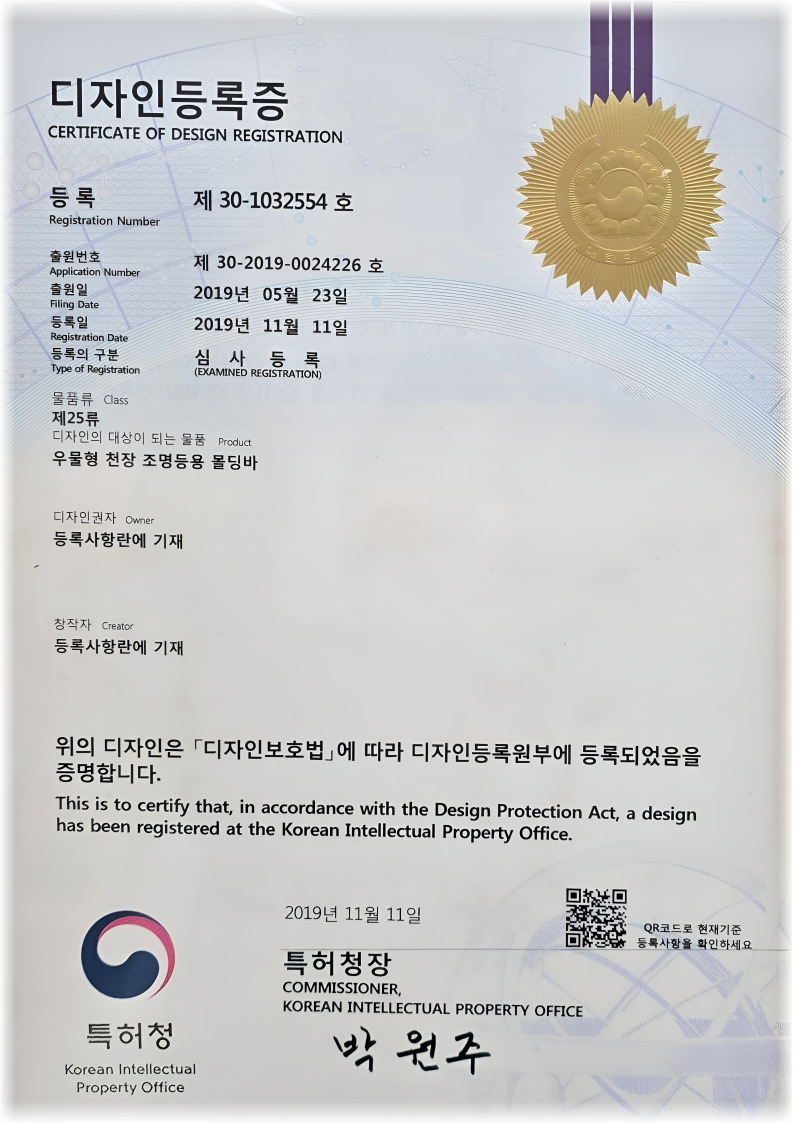 디자인등록증
CERTIFICATE OF DESIGN REGISTRATION
등 록 제 30-1032554 호
Registration Number
출원번호 제 30-2019-0024226 호
Application Number
출원일 2019년 05월 23일
Filing Date
등록일 2019년 11월 11일
Registration Date
등록의 구분 심 사 등 록
Type of Registration (EXAMINED REGISTRATION)
물품류 Class
제25류
디자인의 대상이 되는 물품 Product
우물형 천장 조명등용 몰딩바
디자인권자 Owner
등록사항란에 기재
창작자 Creator
등록사항란에 기재
위의 디자인은 「디자인보호법」에 따라 디자인등록원부에 등록되었음을
증명합니다.
This is to certify that, in accordance with the Design Protection Act, a design
has been registered at the Korean Intellectual Property Office.
2019년 11월 11일
QR코드로 현재기준
등록사항을 확인하세요
특허청장
COMMISSIONER,
KOREAN INTELLECTUAL PROPERTY OFFICE
박원주
특허청
Korean Intellectual
Property Office